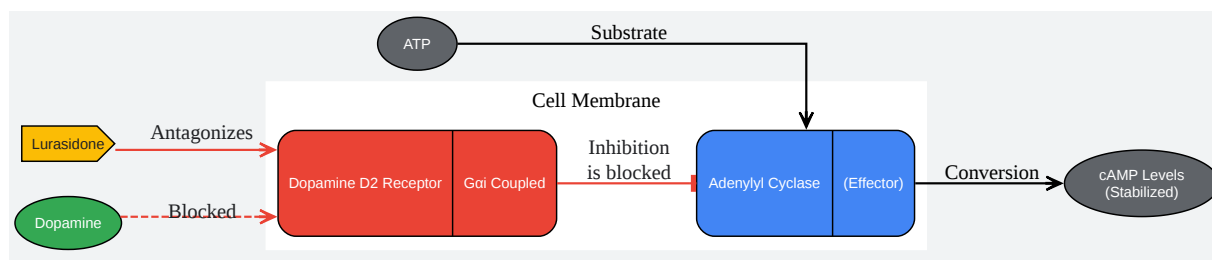 ATP
Substrate
Cell Membrane
Lurasidone
Antagonizes
Dopamine D2 Receptor
Gαi Coupled
Inhibition
is blocked
Adenylyl Cyclase
(Effector)
Conversion
cAMP Levels
(Stabilized)
Dopamine
Blocked